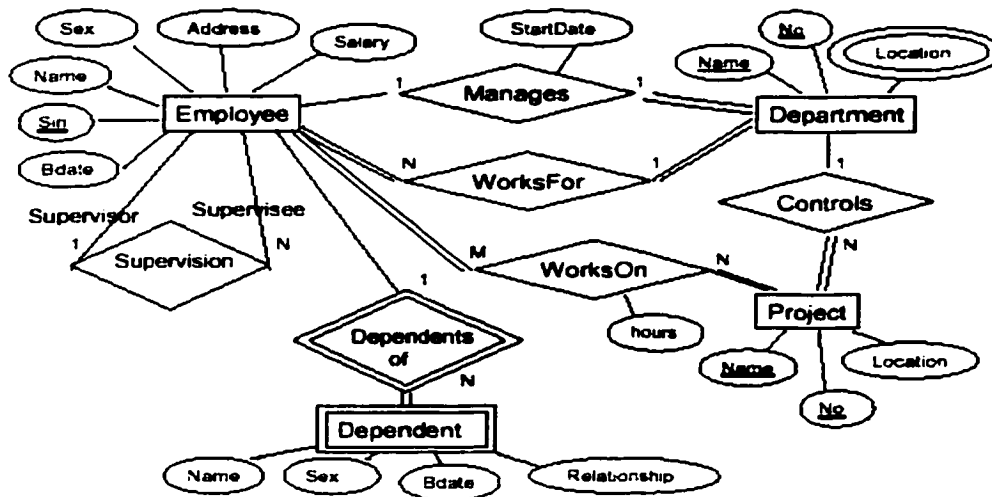 Sex
Address
Salary
StartDate
No
Location
Name
Name
1
Manages
1
Employee
Department
Sin
Bdate
N
WorksFor
1
1
Controls
N
Supervisor
Supervisee
1
N
Supervision
M
WorksOn
N
1
hours
Project
Dependents
of
N
Name
Location
No
Dependent
Name
Sex
Bdate
Relationship